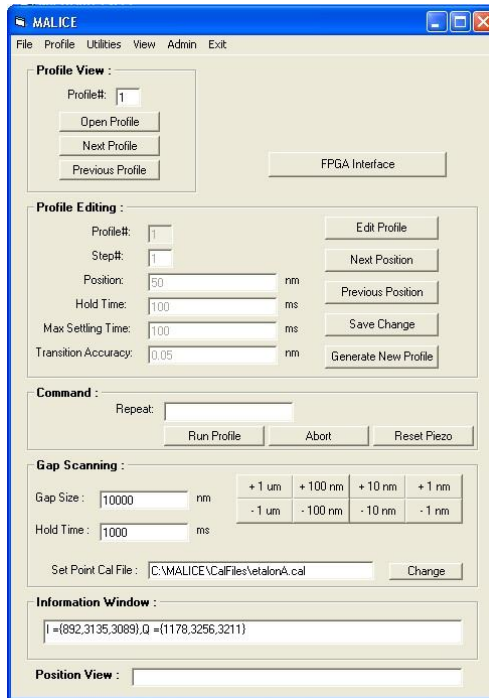 MALICE
File Profile Utilities View Admin Exit
Profile View :
Profile#: 1
Open Profile
Next Profile
Previous Profile
FPGA Interface
Profile Editing :
Profile#: 1
Edit Profile
Step#: 1
Next Position
Position: 50 nm
Previous Position
Hold Time: 100 ms
Max Settling Time: 100 ms
Save Change
Transition Accuracy: 0.05 nm
Generate New Profile
Command :
Repeat:
Run Profile Abort Reset Piezo
Gap Scanning :
+ 1 um + 100 nm + 10 nm + 1 nm
Gap Size : 10000 nm
- 1 um - 100 nm - 10 nm - 1 nm
Hold Time : 1000 ms
Set Point Cal File : C:\MALICE\CalFiles\etalonA.cal Change
Information Window :
I ={892,3135,3089},Q ={1178,3256,3211}
Position View :